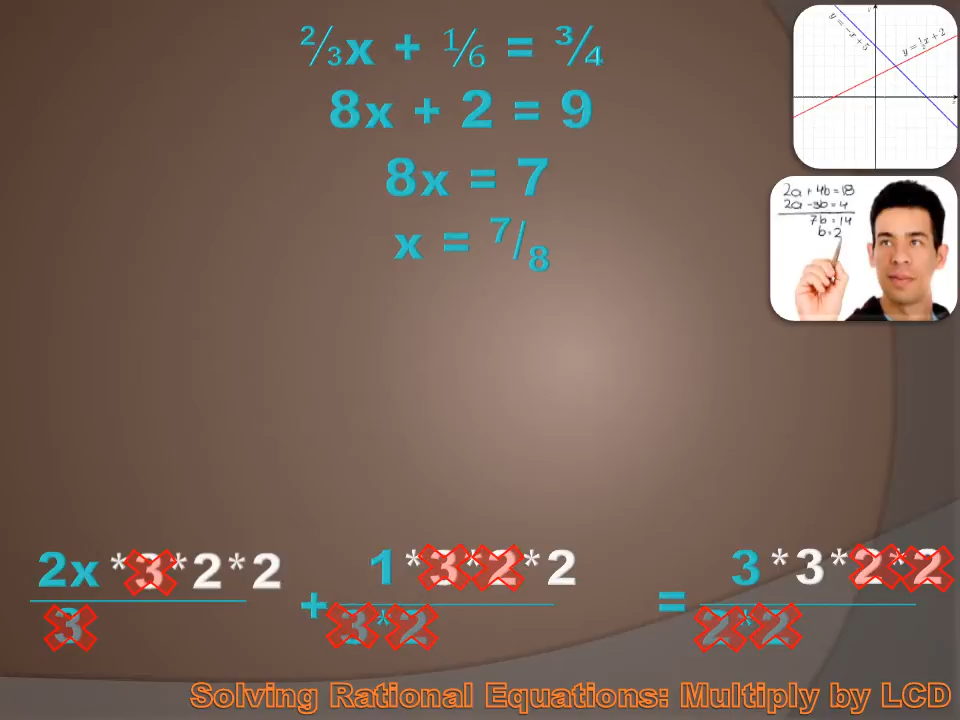 ⅔x + ⅙ = ¾
8x + 2 = 9
8x = 7
x = 7/8
y = -x + 5
y = ½x + 2
2a + 4b = 18
2a - 3b = 4
7b = 14
b = 2
2x * 3 * 2 * 2
3
+
1 * 3 * 2 * 2
3 * 2
=
3 * 3 * 2 * 2
2 * 2
Solving Rational Equations: Multiply by LCD